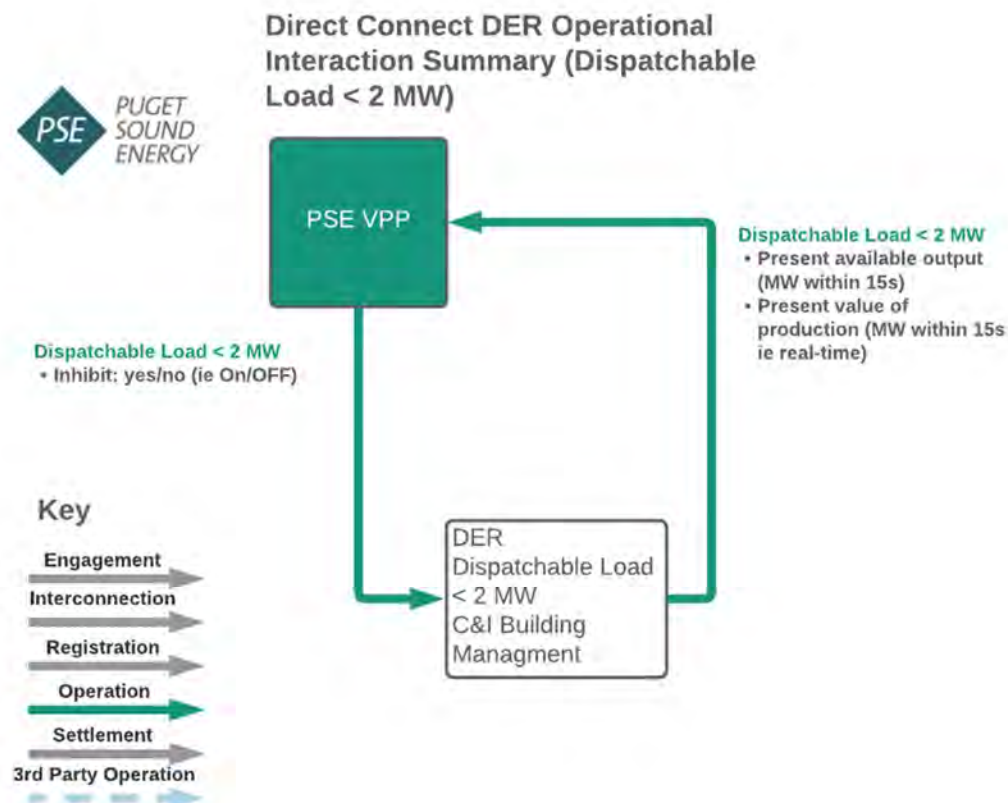 Direct Connect DER Operational
Interaction Summary (Dispatchable
Load < 2 MW)
PSE
PUGET
SOUND
ENERGY
PSE VPP
Dispatchable Load < 2 MW
• Present available output
(MW within 15s)
• Present value of
production (MW within 15s
ie real-time)
Dispatchable Load < 2 MW
• Inhibit: yes/no (ie On/OFF)
DER
Dispatchable Load
< 2 MW
C&I Building
Managment
Key
Engagement
Interconnection
Registration
Operation
Settlement
3rd Party Operation